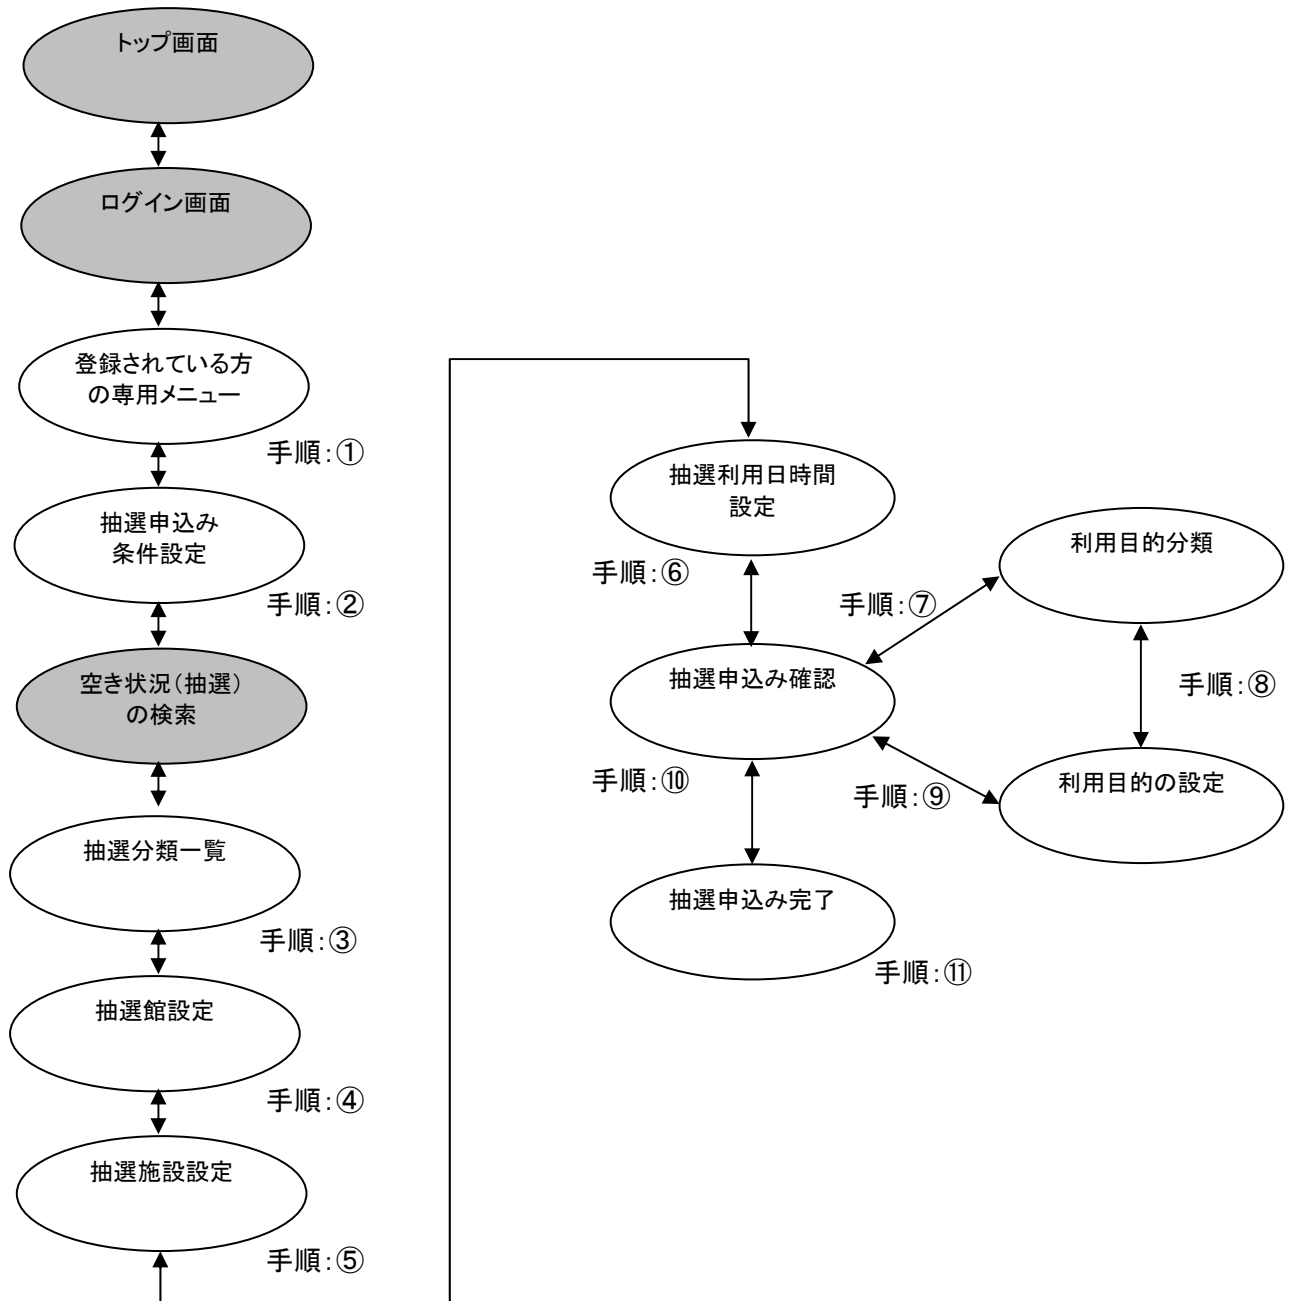 トップ画面
ログイン画面
登録されている方
の専用メニュー
手順：①
抽選申込み
条件設定
手順：②
空き状況（抽選）
の検索
抽選分類一覧
手順：③
抽選館設定
手順：④
抽選施設設定
手順：⑤
抽選利用日時間
設定
手順：⑥
抽選申込み確認
手順：⑦
利用目的分類
手順：⑧
利用目的の設定
手順：⑨
手順：⑩
抽選申込み完了
手順：⑪